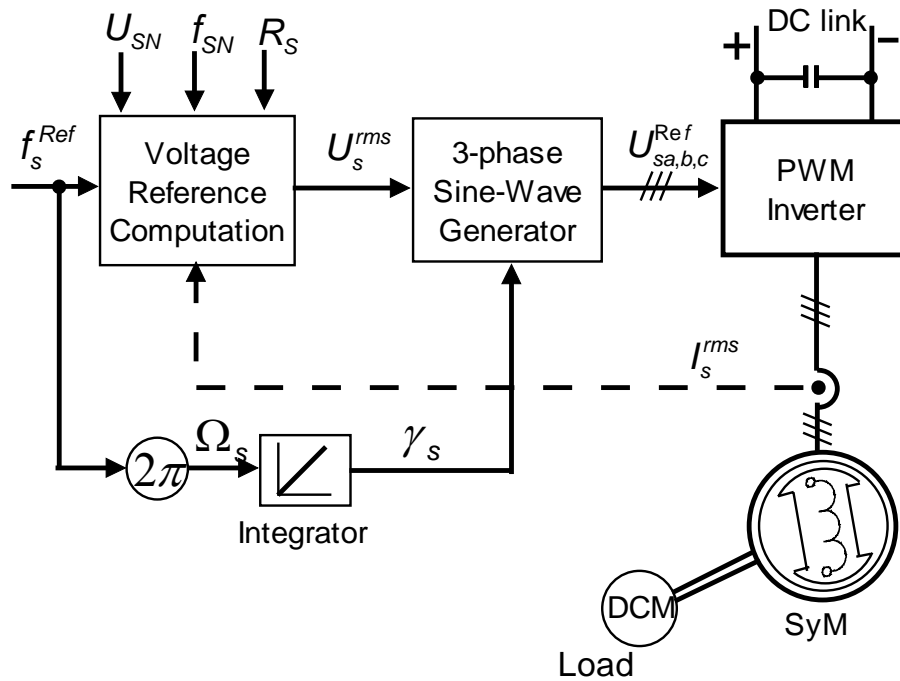 U_SN f_SN R_S
+ DC link −
f_s^Ref
Voltage
Reference
Computation
U_s^rms
3-phase
Sine-Wave
Generator
U_sa,b,c^Ref
PWM
Inverter
I_s^rms
2π
Ω_s
γ_s
Integrator
DCM
Load
SyM